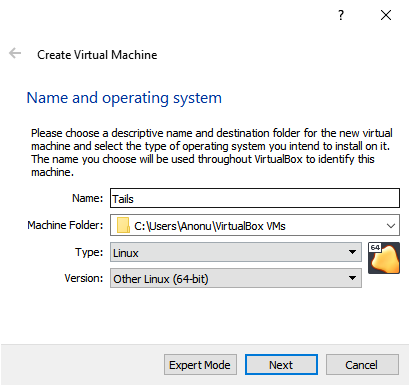 ?
Create Virtual Machine
Name and operating system
Please choose a descriptive name and destination folder for the new virtual
machine and select the type of operating system you intend to install on it.
The name you choose will be used throughout VirtualBox to identify this
machine.
Name: Tails
Machine Folder: C:\Users\Anonu\VirtualBox VMs
Type: Linux
64
Version: Other Linux (64-bit)
Expert Mode Next Cancel